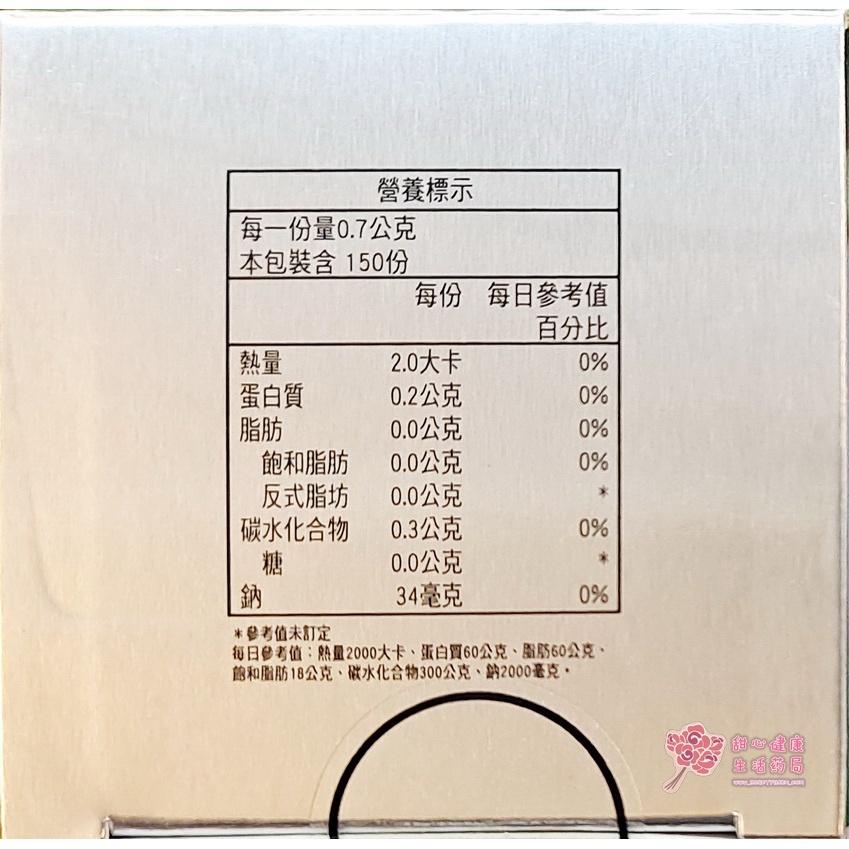 營養標示
每一份量0.7公克
本包裝含 150份
每份 每日參考值
百分比
熱量 2.0大卡 0%
蛋白質 0.2公克 0%
脂肪 0.0公克 0%
飽和脂肪 0.0公克 0%
反式脂坊 0.0公克 *
碳水化合物 0.3公克 0%
糖 0.0公克 *
鈉 34毫克 0%
*參考值未訂定
每日參考值：熱量2000大卡、蛋白質60公克、脂肪60公克、
飽和脂肪18公克、碳水化合物300公克、鈉2000毫克。
甜心健康
生活药局